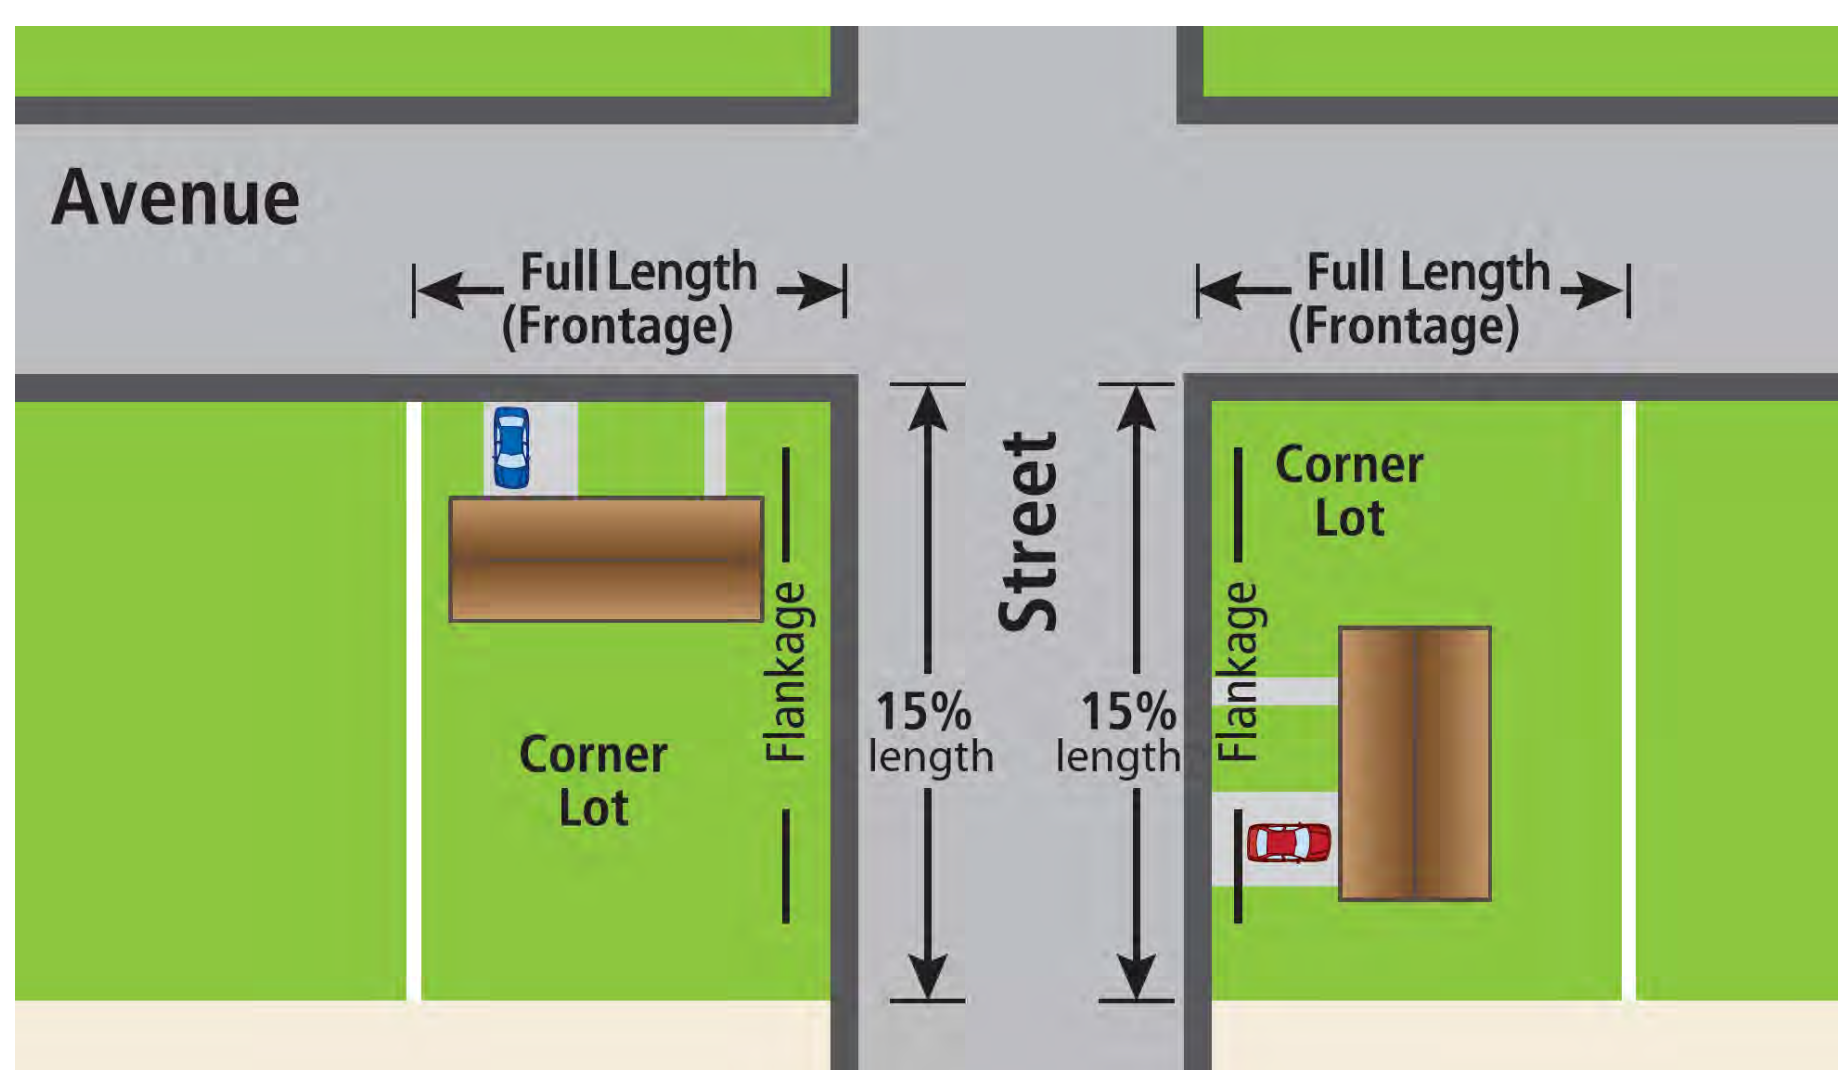 Avenue
Full Length
(Frontage)
Full Length
(Frontage)
Street
Corner
Lot
Flankage
Flankage
15%
length
15%
length
Corner
Lot